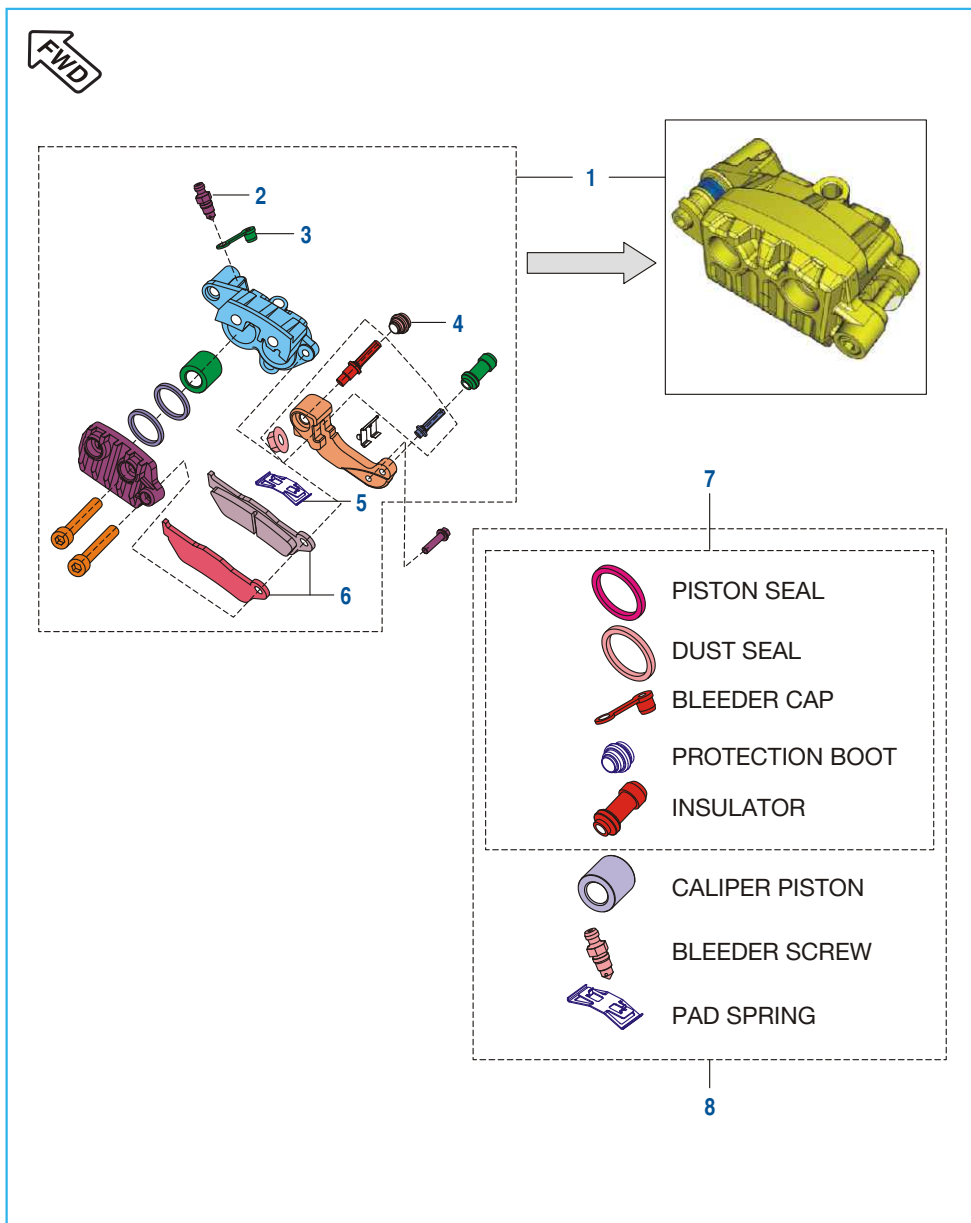 FWD
1
2
3
4
5
6
7
PISTON SEAL
DUST SEAL
BLEEDER CAP
PROTECTION BOOT
INSULATOR
CALIPER PISTON
BLEEDER SCREW
PAD SPRING
8